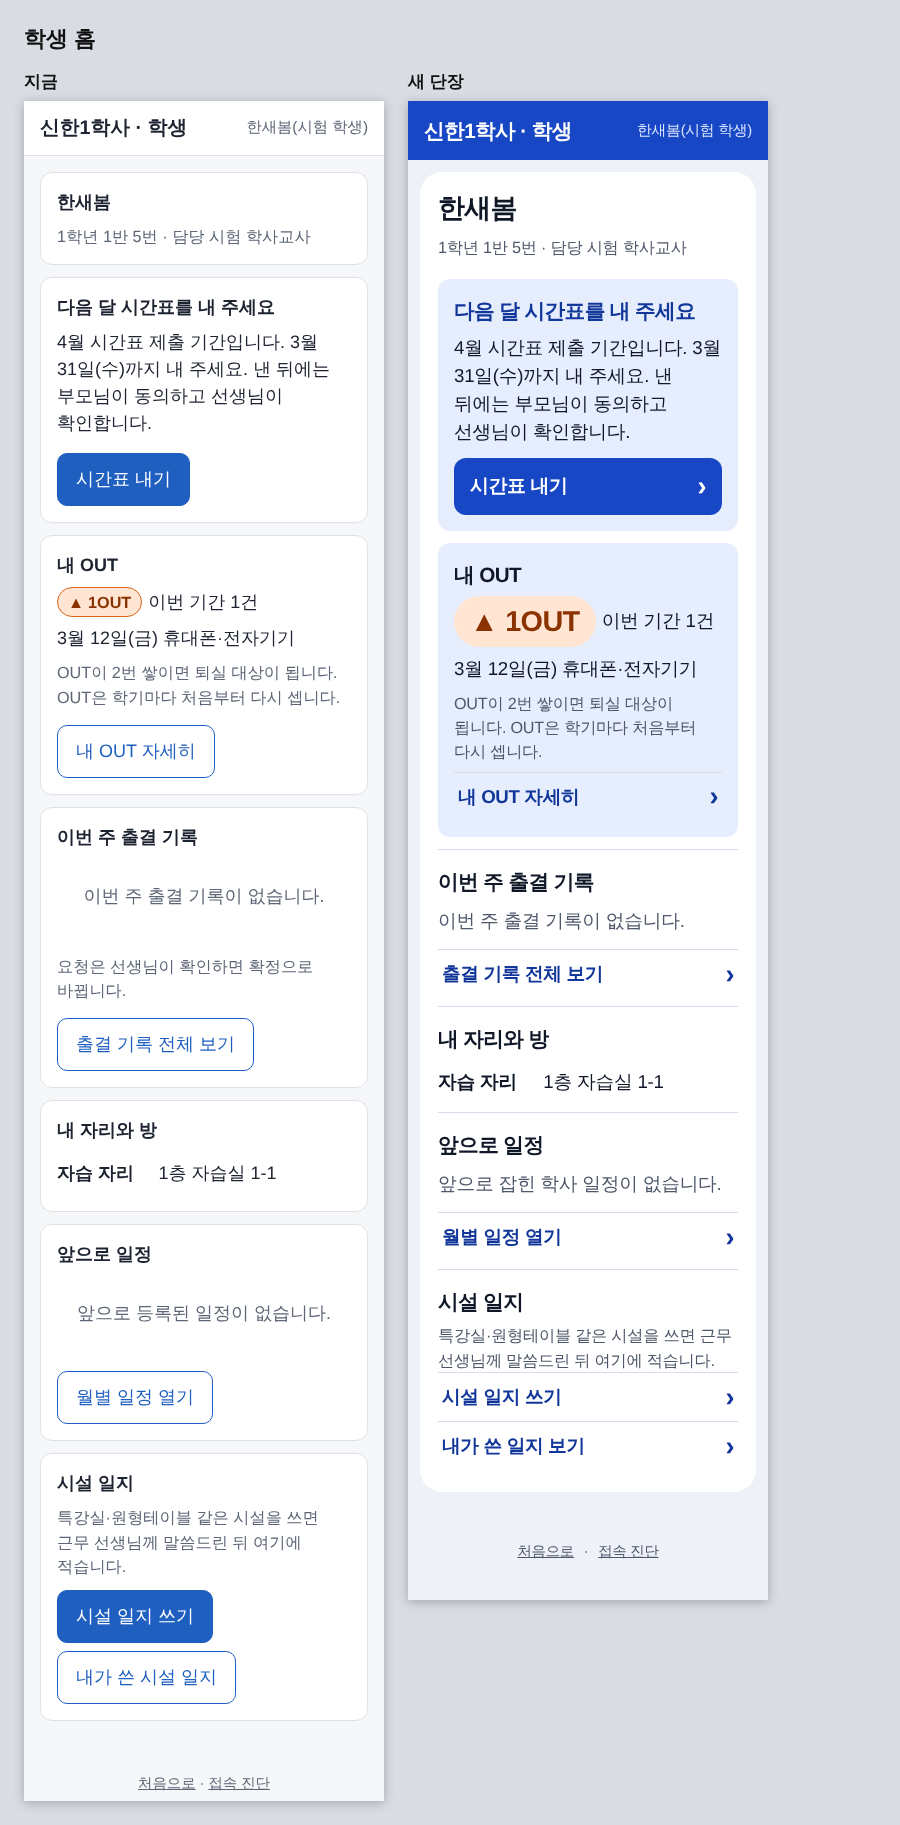 학생 홈
지금
신한1학사 · 학생
한새봄(시험 학생)
한새봄
1학년 1반 5번 · 담당 시험 학사교사
다음 달 시간표를 내 주세요
4월 시간표 제출 기간입니다. 3월
31일(수)까지 내 주세요. 낸 뒤에는
부모님이 동의하고 선생님이
확인합니다.
시간표 내기
내 OUT
▲ 1OUT 이번 기간 1건
3월 12일(금) 휴대폰·전자기기
OUT이 2번 쌓이면 퇴실 대상이 됩니다.
OUT은 학기마다 처음부터 다시 셉니다.
내 OUT 자세히
이번 주 출결 기록
이번 주 출결 기록이 없습니다.
요청은 선생님이 확인하면 확정으로
바뀝니다.
출결 기록 전체 보기
내 자리와 방
자습 자리 1층 자습실 1-1
앞으로 일정
앞으로 등록된 일정이 없습니다.
월별 일정 열기
시설 일지
특강실·원형테이블 같은 시설을 쓰면
근무 선생님께 말씀드린 뒤 여기에
적습니다.
시설 일지 쓰기
내가 쓴 시설 일지
처음으로 · 접속 진단
새 단장
신한1학사 · 학생
한새봄(시험 학생)
한새봄
1학년 1반 5번 · 담당 시험 학사교사
다음 달 시간표를 내 주세요
4월 시간표 제출 기간입니다. 3월
31일(수)까지 내 주세요. 낸
뒤에는 부모님이 동의하고
선생님이 확인합니다.
시간표 내기 ›
내 OUT
▲ 1OUT 이번 기간 1건
3월 12일(금) 휴대폰·전자기기
OUT이 2번 쌓이면 퇴실 대상이
됩니다. OUT은 학기마다 처음부터
다시 셉니다.
내 OUT 자세히 ›
이번 주 출결 기록
이번 주 출결 기록이 없습니다.
출결 기록 전체 보기 ›
내 자리와 방
자습 자리 1층 자습실 1-1
앞으로 일정
앞으로 잡힌 학사 일정이 없습니다.
월별 일정 열기 ›
시설 일지
특강실·원형테이블 같은 시설을 쓰면 근무
선생님께 말씀드린 뒤 여기에 적습니다.
시설 일지 쓰기 ›
내가 쓴 일지 보기 ›
처음으로 · 접속 진단